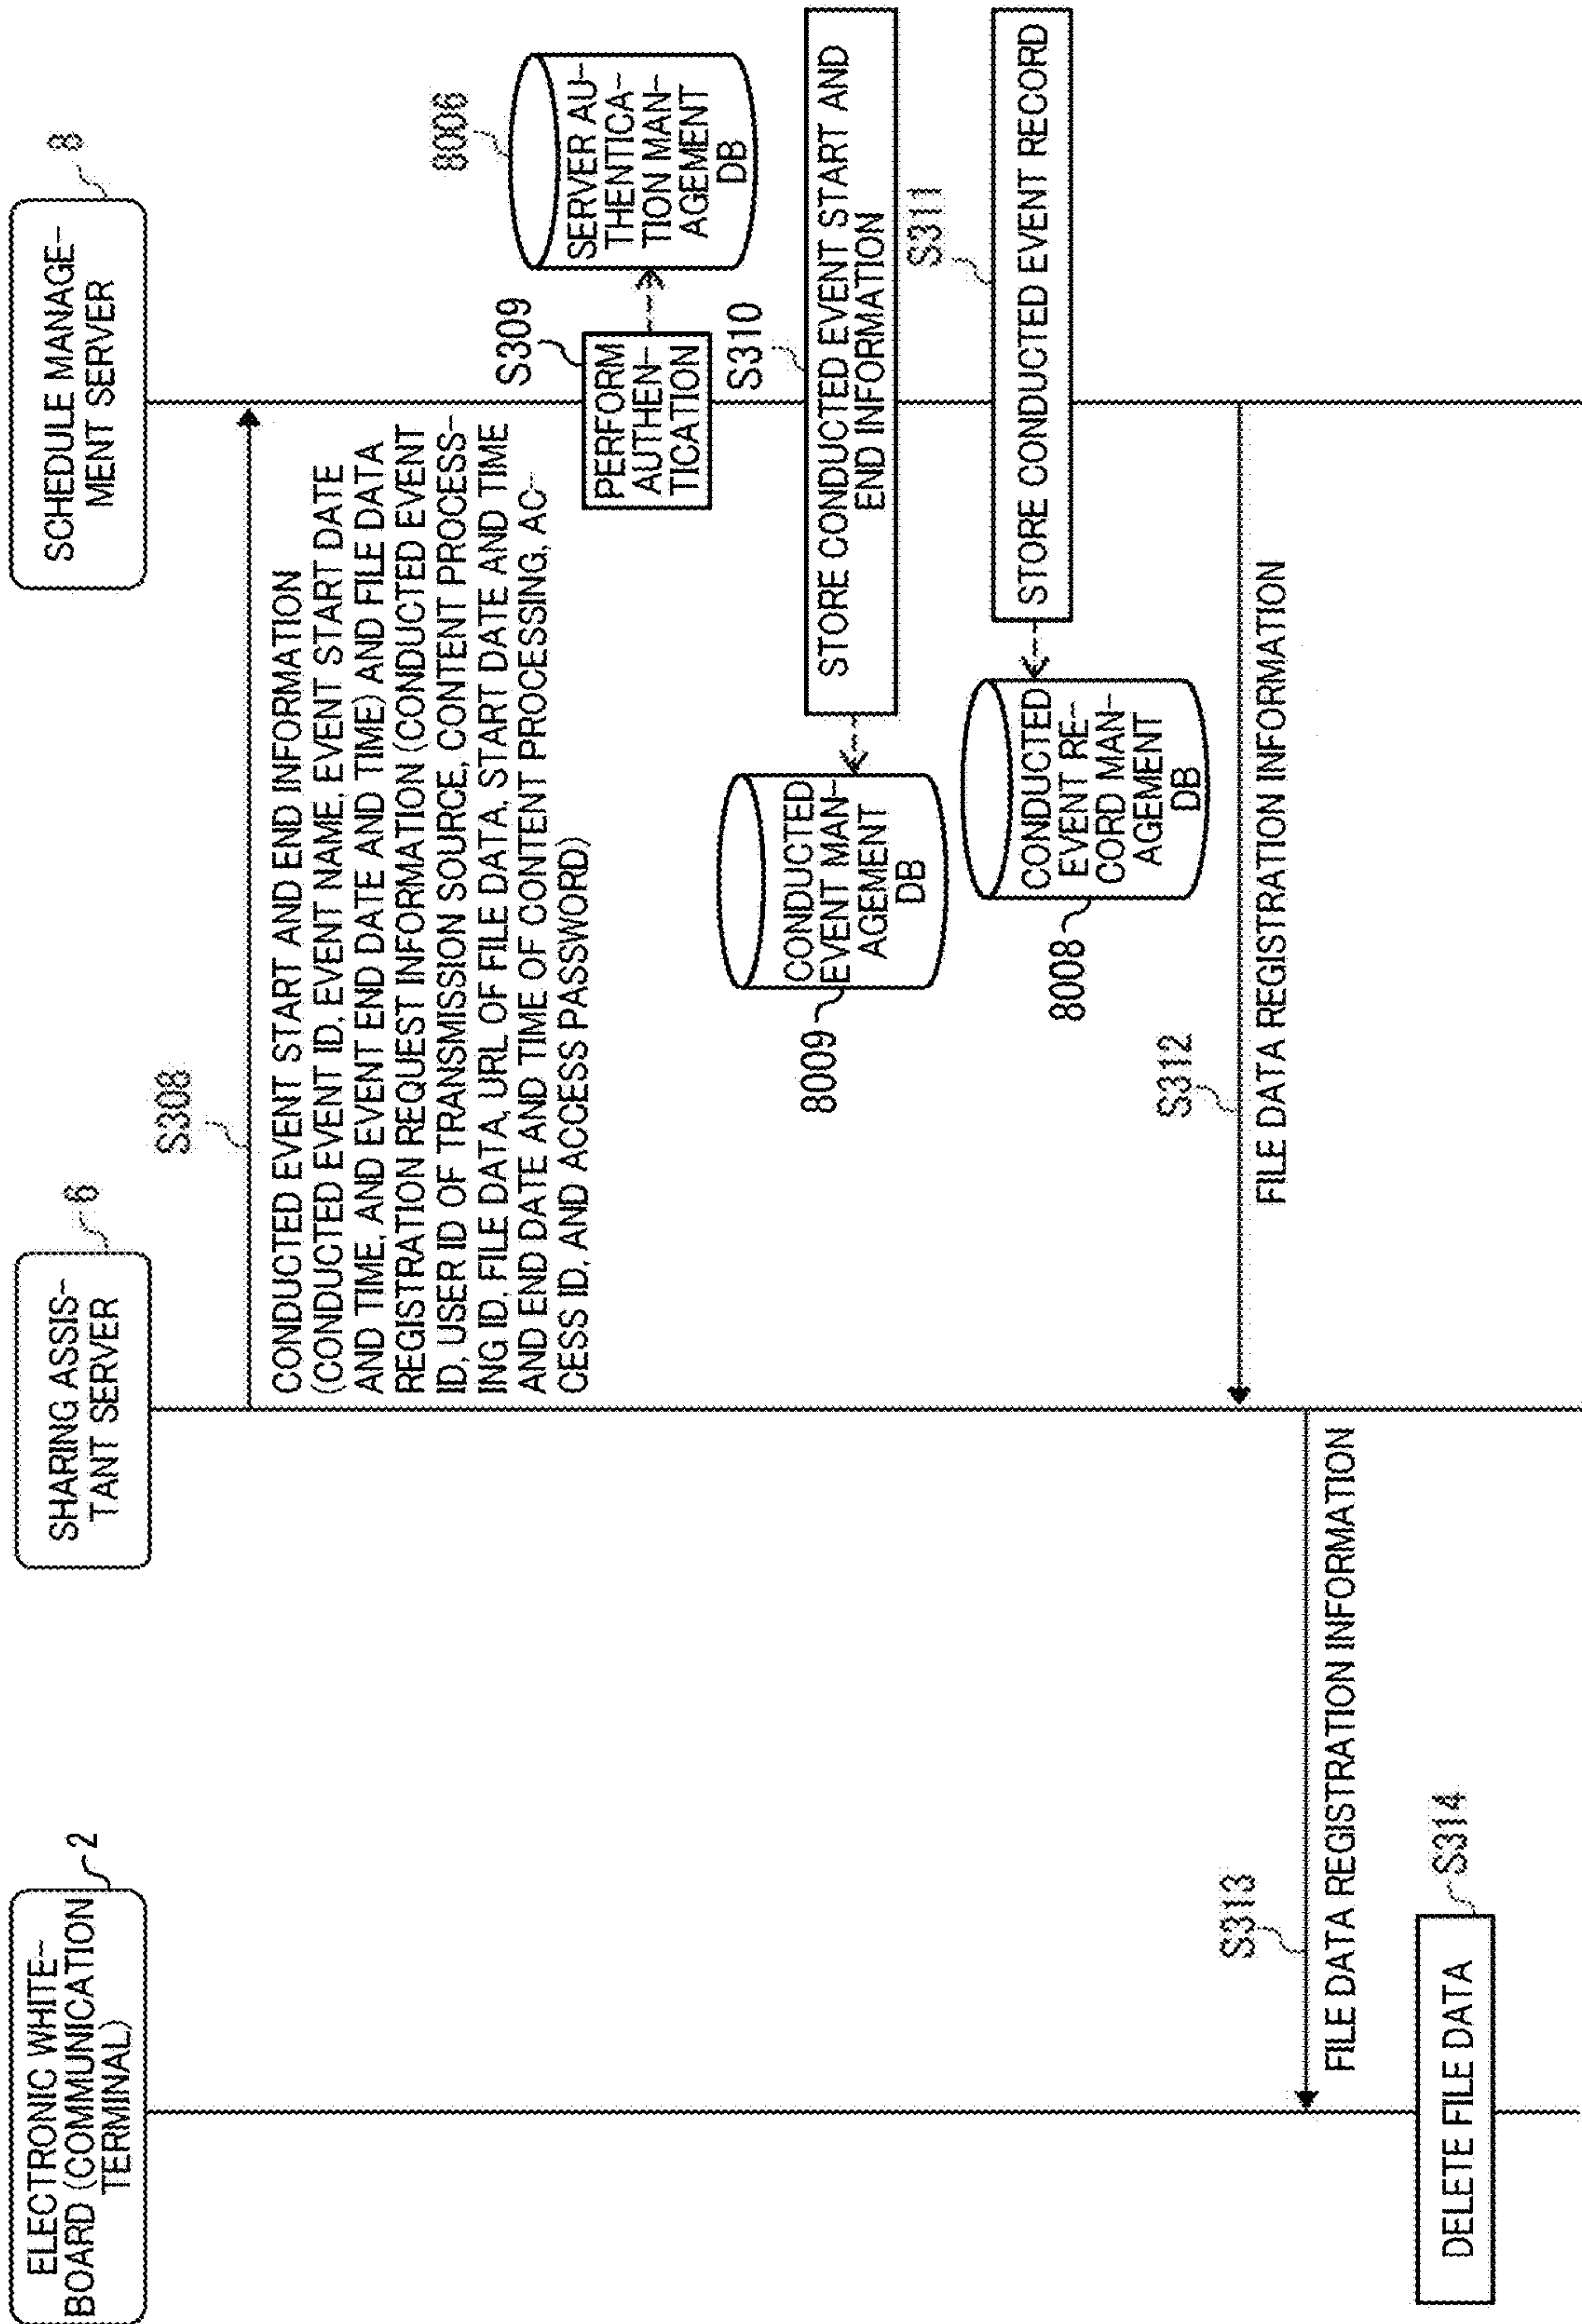 ELECTRONIC WHITE-
BOARD (COMMUNICATION
TERMINAL)
2
SHARING ASSIS-
TANT SERVER
6
SCHEDULE MANAGE-
MENT SERVER
8
S308
CONDUCTED EVENT START AND END INFORMATION
(CONDUCTED EVENT ID, EVENT NAME, EVENT START DATE
AND TIME, AND EVENT END DATE AND TIME) AND FILE DATA
REGISTRATION REQUEST INFORMATION (CONDUCTED EVENT
ID, USER ID OF TRANSMISSION SOURCE, CONTENT PROCESS-
ING ID, FILE DATA, URL OF FILE DATA, START DATE AND TIME
AND END DATE AND TIME OF CONTENT PROCESSING, AC-
CESS ID, AND ACCESS PASSWORD)
S309
PERFORM
AUTHEN-
TICATION
8006
SERVER AU-
THENTICA-
TION MAN-
AGEMENT
DB
S310
STORE CONDUCTED EVENT START AND
END INFORMATION
CONDUCTED
EVENT MAN-
AGEMENT
DB
8009
S311
STORE CONDUCTED EVENT RECORD
CONDUCTED
EVENT RE-
CORD MAN-
AGEMENT
DB
8008
S312
FILE DATA REGISTRATION INFORMATION
S313
FILE DATA REGISTRATION INFORMATION
S314
DELETE FILE DATA